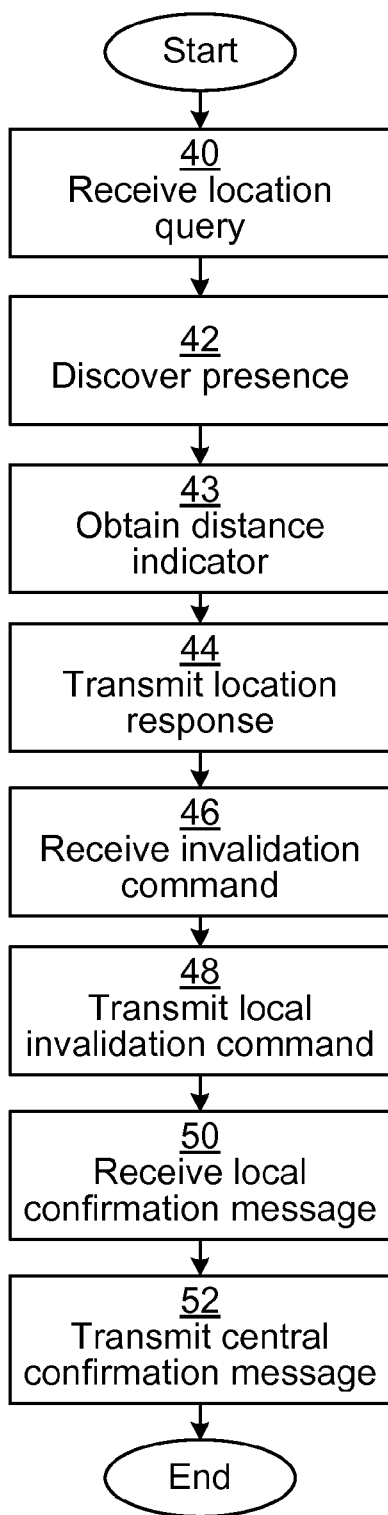 Start
40
Receive location
query
42
Discover presence
43
Obtain distance
indicator
44
Transmit location
response
46
Receive invalidation
command
48
Transmit local
invalidation command
50
Receive local
confirmation message
52
Transmit central
confirmation message
End